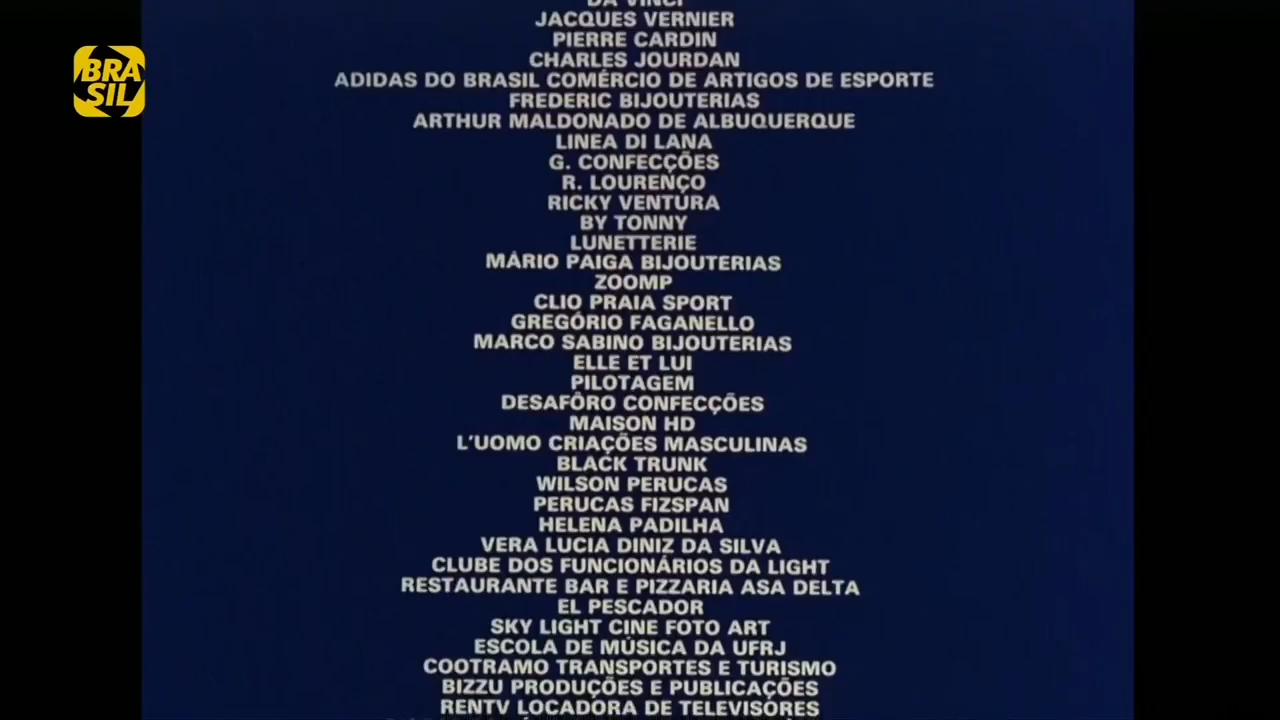 DA VINCI
JACQUES VERNIER
PIERRE CARDIN
CHARLES JOURDAN
ADIDAS DO BRASIL COMÉRCIO DE ARTIGOS DE ESPORTE
FREDERIC BIJOUTERIAS
ARTHUR MALDONADO DE ALBUQUERQUE
LINEA DI LANA
G. CONFECÇÕES
R. LOURENÇO
RICKY VENTURA
BY TONNY
LUNETTERIE
MÁRIO PAIGA BIJOUTERIAS
ZOOMP
CLIO PRAIA SPORT
GREGÓRIO FAGANELLO
MARCO SABINO BIJOUTERIAS
ELLE ET LUI
PILOTAGEM
DESAFÔRO CONFECÇÕES
MAISON HD
L'UOMO CRIAÇÕES MASCULINAS
BLACK TRUNK
WILSON PERUCAS
PERUCAS FIZSPAN
HELENA PADILHA
VERA LUCIA DINIZ DA SILVA
CLUBE DOS FUNCIONÁRIOS DA LIGHT
RESTAURANTE BAR E PIZZARIA ASA DELTA
EL PESCADOR
SKY LIGHT CINE FOTO ART
ESCOLA DE MÚSICA DA UFRJ
COOTRAMO TRANSPORTES E TURISMO
BIZZU PRODUÇÕES E PUBLICAÇÕES
RENTV LOCADORA DE TELEVISORES
BRA
SIL